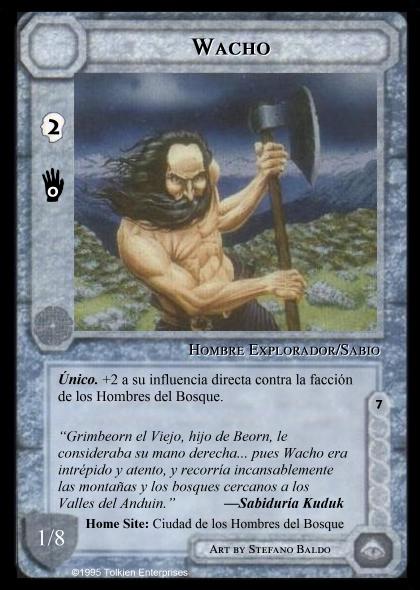 Wacho
2
0
Hombre Explorador/Sabio
Único. +2 a su influencia directa contra la facción
de los Hombres del Bosque.
7
“Grimbeorn el Viejo, hijo de Beorn, le
consideraba su mano derecha... pues Wacho era
intrépido y atento, y recorría incansablemente
las montañas y los bosques cercanos a los
Valles del Anduin.” —Sabiduría Kuduk
Home Site: Ciudad de los Hombres del Bosque
1/8
Art by Stefano Baldo
©1995 Tolkien Enterprises